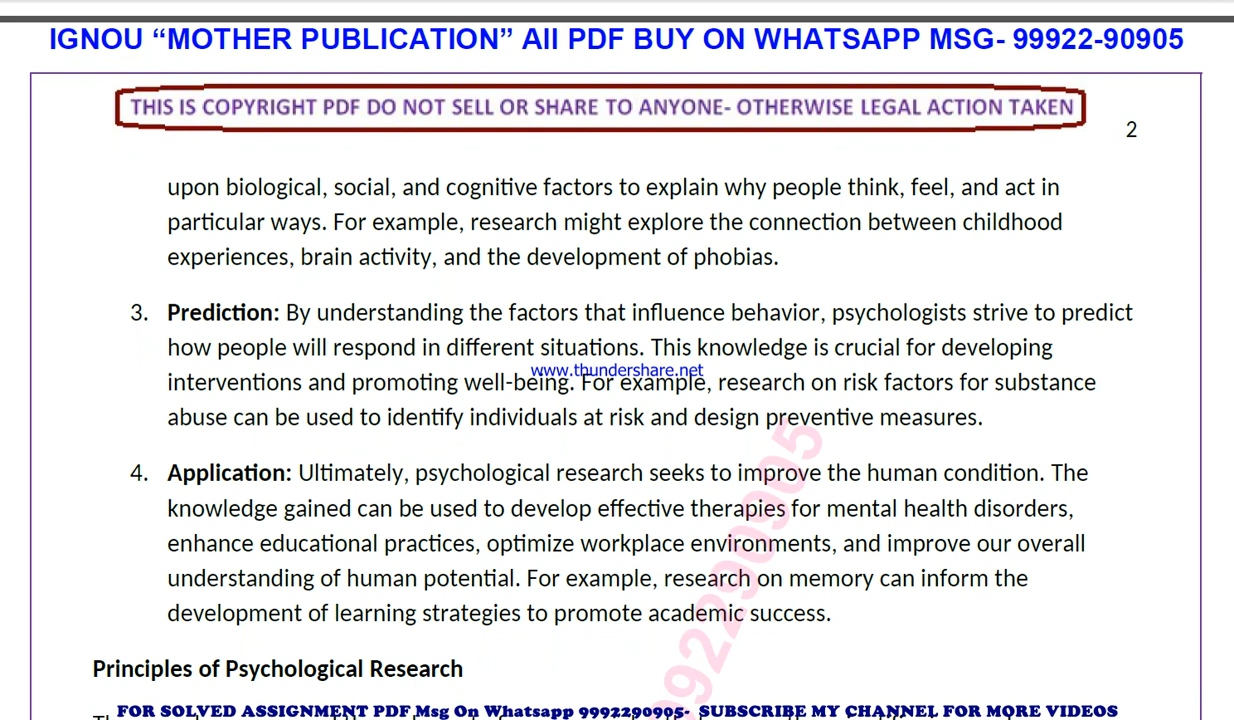 IGNOU “MOTHER PUBLICATION” All PDF BUY ON WHATSAPP MSG- 99922-90905
THIS IS COPYRIGHT PDF DO NOT SELL OR SHARE TO ANYONE- OTHERWISE LEGAL ACTION TAKEN
2
upon biological, social, and cognitive factors to explain why people think, feel, and act in
particular ways. For example, research might explore the connection between childhood
experiences, brain activity, and the development of phobias.
3. Prediction: By understanding the factors that influence behavior, psychologists strive to predict
how people will respond in different situations. This knowledge is crucial for developing
www.thundershare.net
interventions and promoting well-being. For example, research on risk factors for substance
abuse can be used to identify individuals at risk and design preventive measures.
4. Application: Ultimately, psychological research seeks to improve the human condition. The
knowledge gained can be used to develop effective therapies for mental health disorders,
enhance educational practices, optimize workplace environments, and improve our overall
understanding of human potential. For example, research on memory can inform the
development of learning strategies to promote academic success.
99229 0905
Principles of Psychological Research
FOR SOLVED ASSIGNMENT PDF Msg On Whatsapp 9992290905- SUBSCRIBE MY CHANNEL FOR MORE VIDEOS